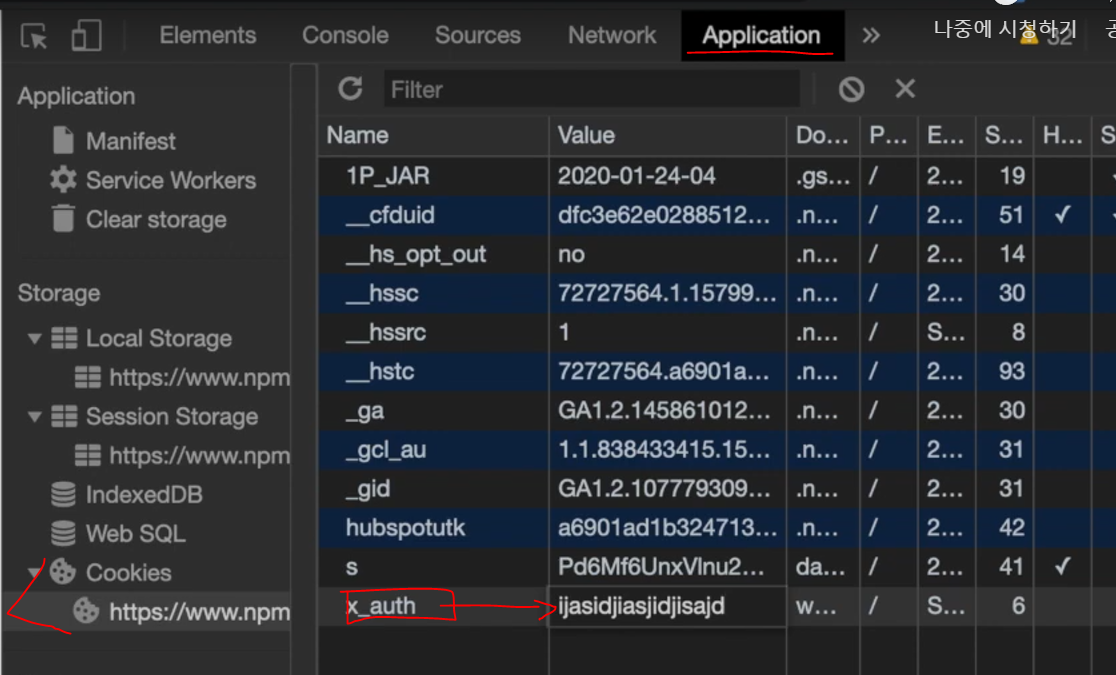 Elements Console Sources Network Application » 32
나중에 시청하기 공
Application
Manifest
Service Workers
Clear storage
Storage
Local Storage
https://www.npm
Session Storage
https://www.npm
IndexedDB
Web SQL
Cookies
https://www.npm
Filter
Name Value Do... P... E... S... H... S
1P_JAR 2020-01-24-04 .gs... / 2... 19
__cfduid dfc3e62e0288512... .n... / 2... 51 ✓
__hs_opt_out no .n... / 2... 14
__hssc 72727564.1.15799... .n... / 2... 30
__hssrc 1 .n... / S... 8
__hstc 72727564.a6901a... .n... / 2... 93
_ga GA1.2.145861012... .n... / 2... 30
_gcl_au 1.1.838433415.15... .n... / 2... 31
_gid GA1.2.107779309... .n... / 2... 31
hubspotutk a6901ad1b324713... .n... / 2... 42
s Pd6Mf6UnxVlnu2... da... / 2... 41 ✓
x_auth ijasidjiasjidjisajd w... / S... 6